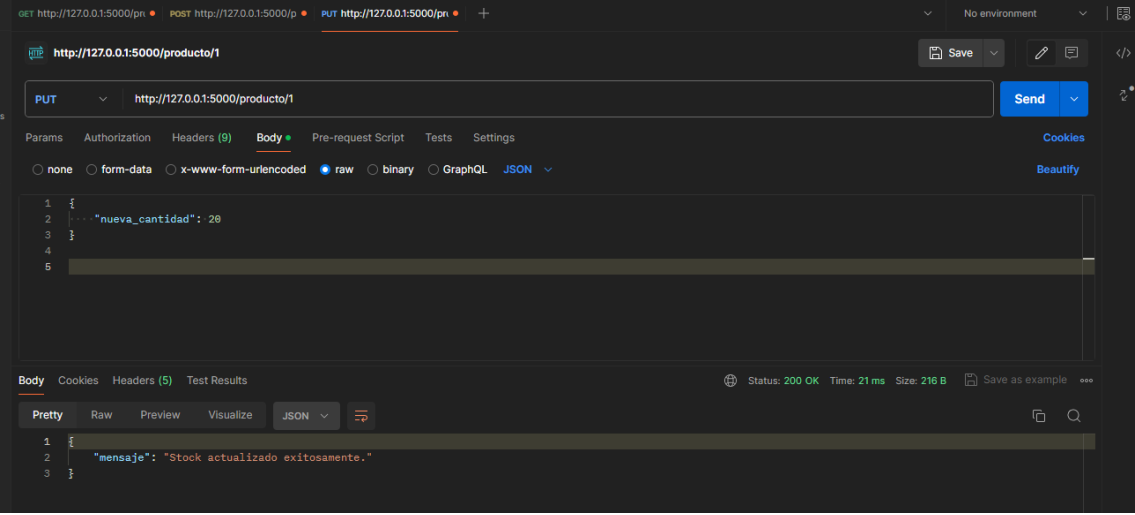 GET http://127.0.0.1:5000/pro
POST http://127.0.0.1:5000/p
PUT http://127.0.0.1:5000/pro
No environment
HTTP http://127.0.0.1:5000/producto/1
Save
PUT http://127.0.0.1:5000/producto/1
Send
Params Authorization Headers (9) Body Pre-request Script Tests Settings Cookies
none form-data x-www-form-urlencoded raw binary GraphQL JSON Beautify
1 {
2 "nueva_cantidad": 20
3 }
4
5
Body Cookies Headers (5) Test Results Status: 200 OK Time: 21 ms Size: 216 B Save as example
Pretty Raw Preview Visualize JSON
1 {
2 "mensaje": "Stock actualizado exitosamente."
3 }